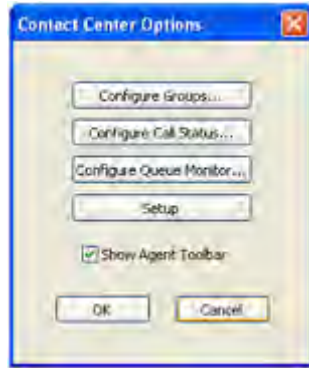 Contact Center Options
Configure Groups...
Configure Call Status...
Configure Queue Monitor...
Setup
Show Agent Toolbar
OK
Cancel